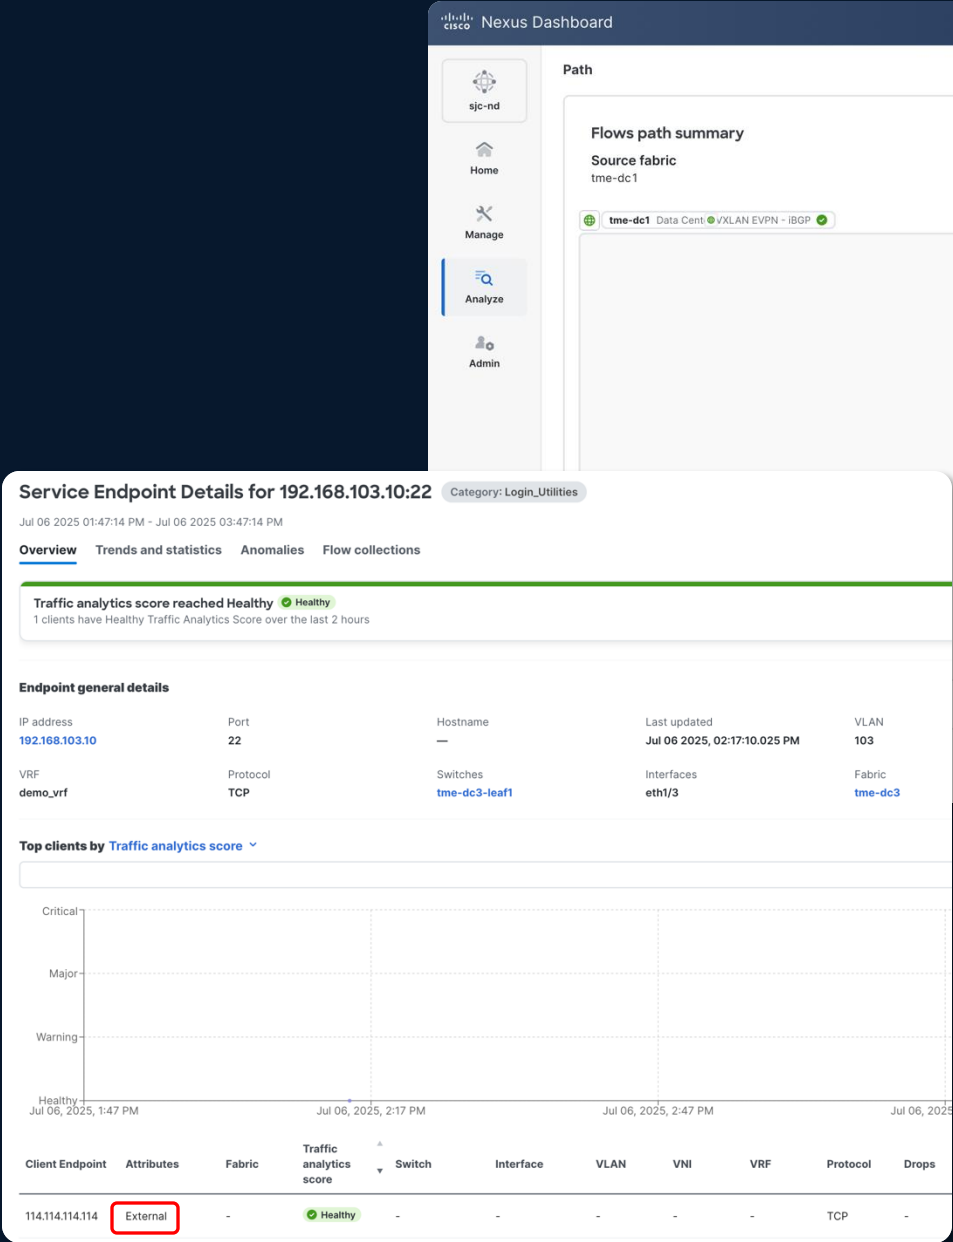 cisco Nexus Dashboard
sjc-nd
Home
Manage
Analyze
Admin
Path
Flows path summary
Source fabric
tme-dc1
tme-dc1 Data Cent VXLAN EVPN - iBGP
Service Endpoint Details for 192.168.103.10:22 Category: Login_Utilities
Jul 06 2025 01:47:14 PM - Jul 06 2025 03:47:14 PM
Overview Trends and statistics Anomalies Flow collections
Traffic analytics score reached Healthy Healthy
1 clients have Healthy Traffic Analytics Score over the last 2 hours
Endpoint general details
IP address Port Hostname Last updated VLAN
192.168.103.10 22 — Jul 06 2025, 02:17:10.025 PM 103
VRF Protocol Switches Interfaces Fabric
demo_vrf TCP tme-dc3-leaf1 eth1/3 tme-dc3
Top clients by Traffic analytics score
Critical
Major
Warning
Healthy
Jul 06, 2025, 1:47 PM Jul 06, 2025, 2:17 PM Jul 06, 2025, 2:47 PM Jul 06, 2025
Client Endpoint Attributes Fabric Traffic analytics score Switch Interface VLAN VNI VRF Protocol Drops
114.114.114.114 External - Healthy - - - - - TCP -